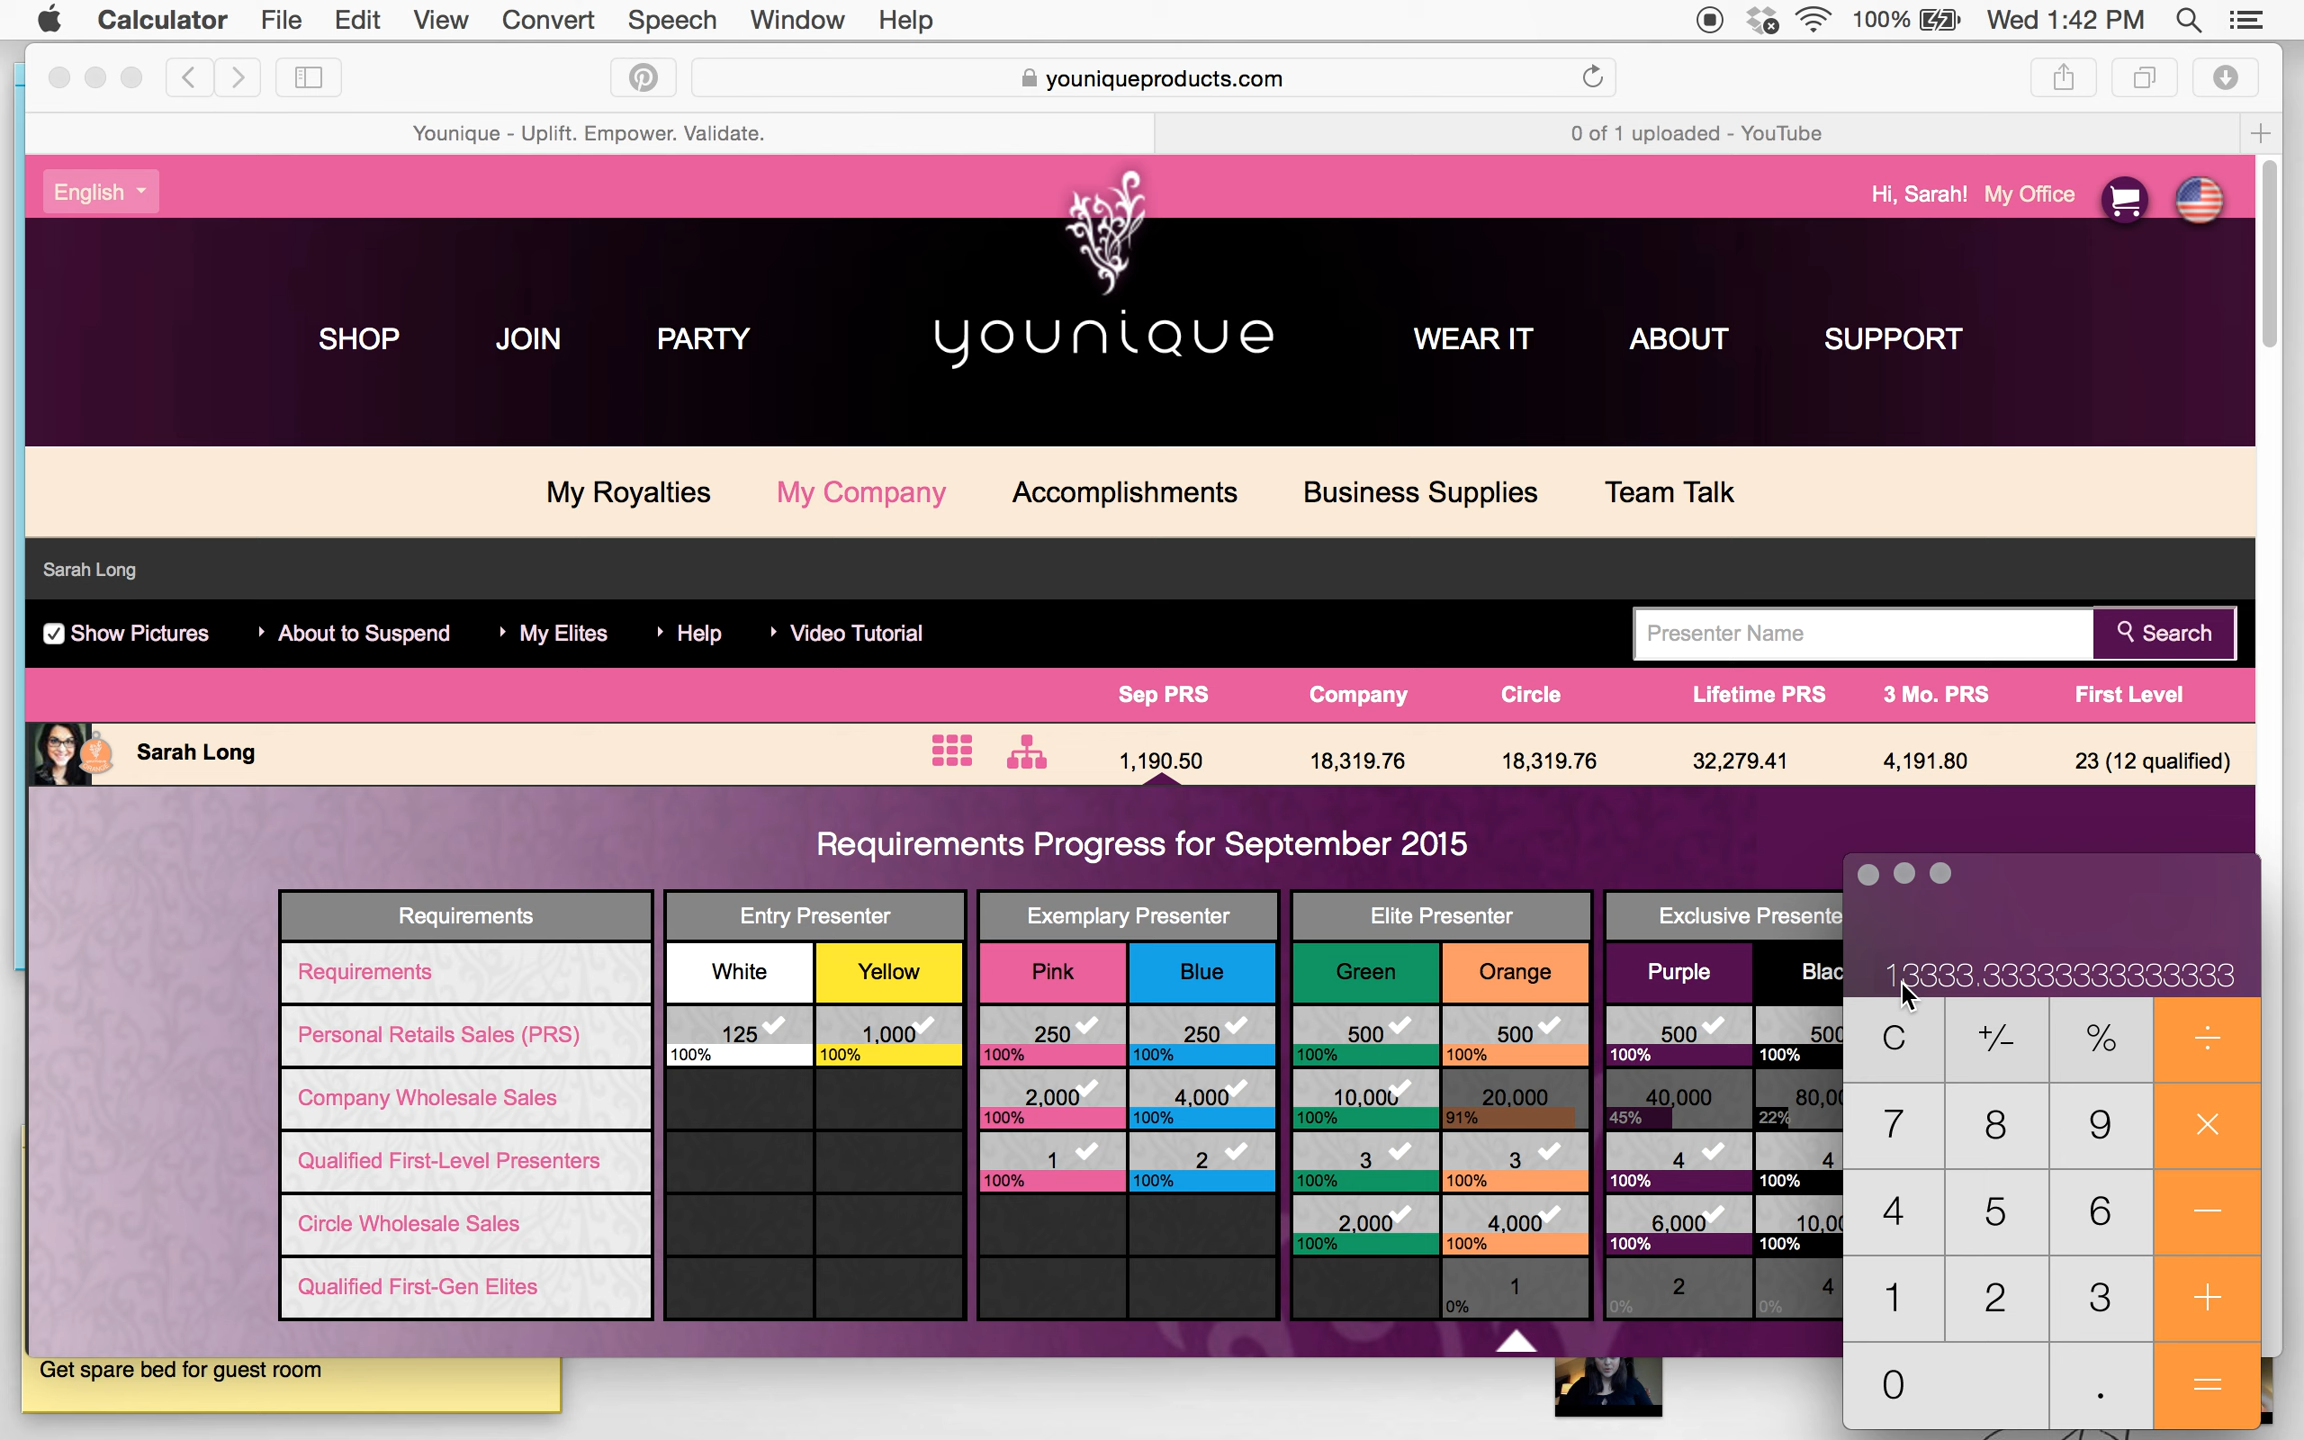 Calculator File Edit View Convert Speech Window Help 100% Wed 1:42 PM
youniqueproducts.com
Younique - Uplift. Empower. Validate. 0 of 1 uploaded - YouTube
English Hi, Sarah! My Office
SHOP JOIN PARTY younique WEAR IT ABOUT SUPPORT
My Royalties My Company Accomplishments Business Supplies Team Talk
Sarah Long
Show Pictures About to Suspend My Elites Help Video Tutorial Presenter Name Search
Sep PRS Company Circle Lifetime PRS 3 Mo. PRS First Level
Sarah Long 1,190.50 18,319.76 18,319.76 32,279.41 4,191.80 23 (12 qualified)
Requirements Progress for September 2015
Requirements Entry Presenter Exemplary Presenter Elite Presenter Exclusive Presente
Requirements White Yellow Pink Blue Green Orange Purple Blac
13333.33333333333333
Personal Retails Sales (PRS) 125 1,000 250 250 500 500 500 500
100% 100% 100% 100% 100% 100% 100% 100%
Company Wholesale Sales 2,000 4,000 10,000 20,000 40,000 80,00
100% 100% 100% 91% 45% 22%
Qualified First-Level Presenters 1 2 3 3 4 4
100% 100% 100% 100% 100% 100%
Circle Wholesale Sales 2,000 4,000 6,000 10,00
100% 100% 100% 100%
Qualified First-Gen Elites 1 2 4
0% 0% 0%
C +/− % ÷
7 8 9 ×
4 5 6 −
1 2 3 +
0 . =
Get spare bed for guest room